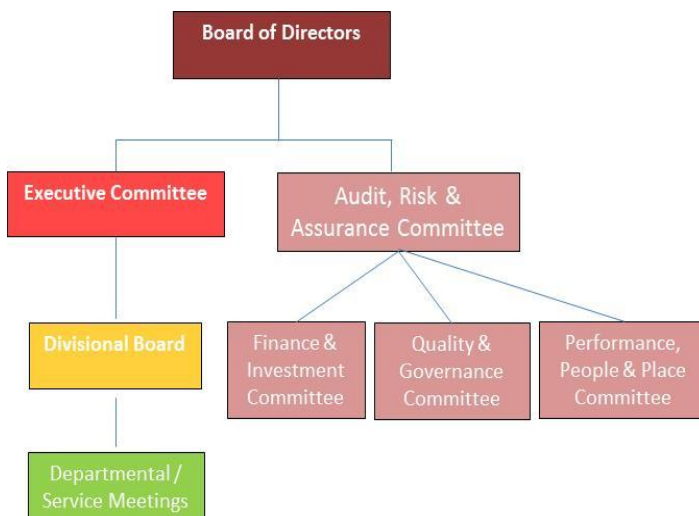 Board of Directors
Executive Committee
Audit, Risk &
Assurance Committee
Divisional Board
Finance &
Investment
Committee
Quality &
Governance
Committee
Performance,
People & Place
Committee
Departmental /
Service Meetings